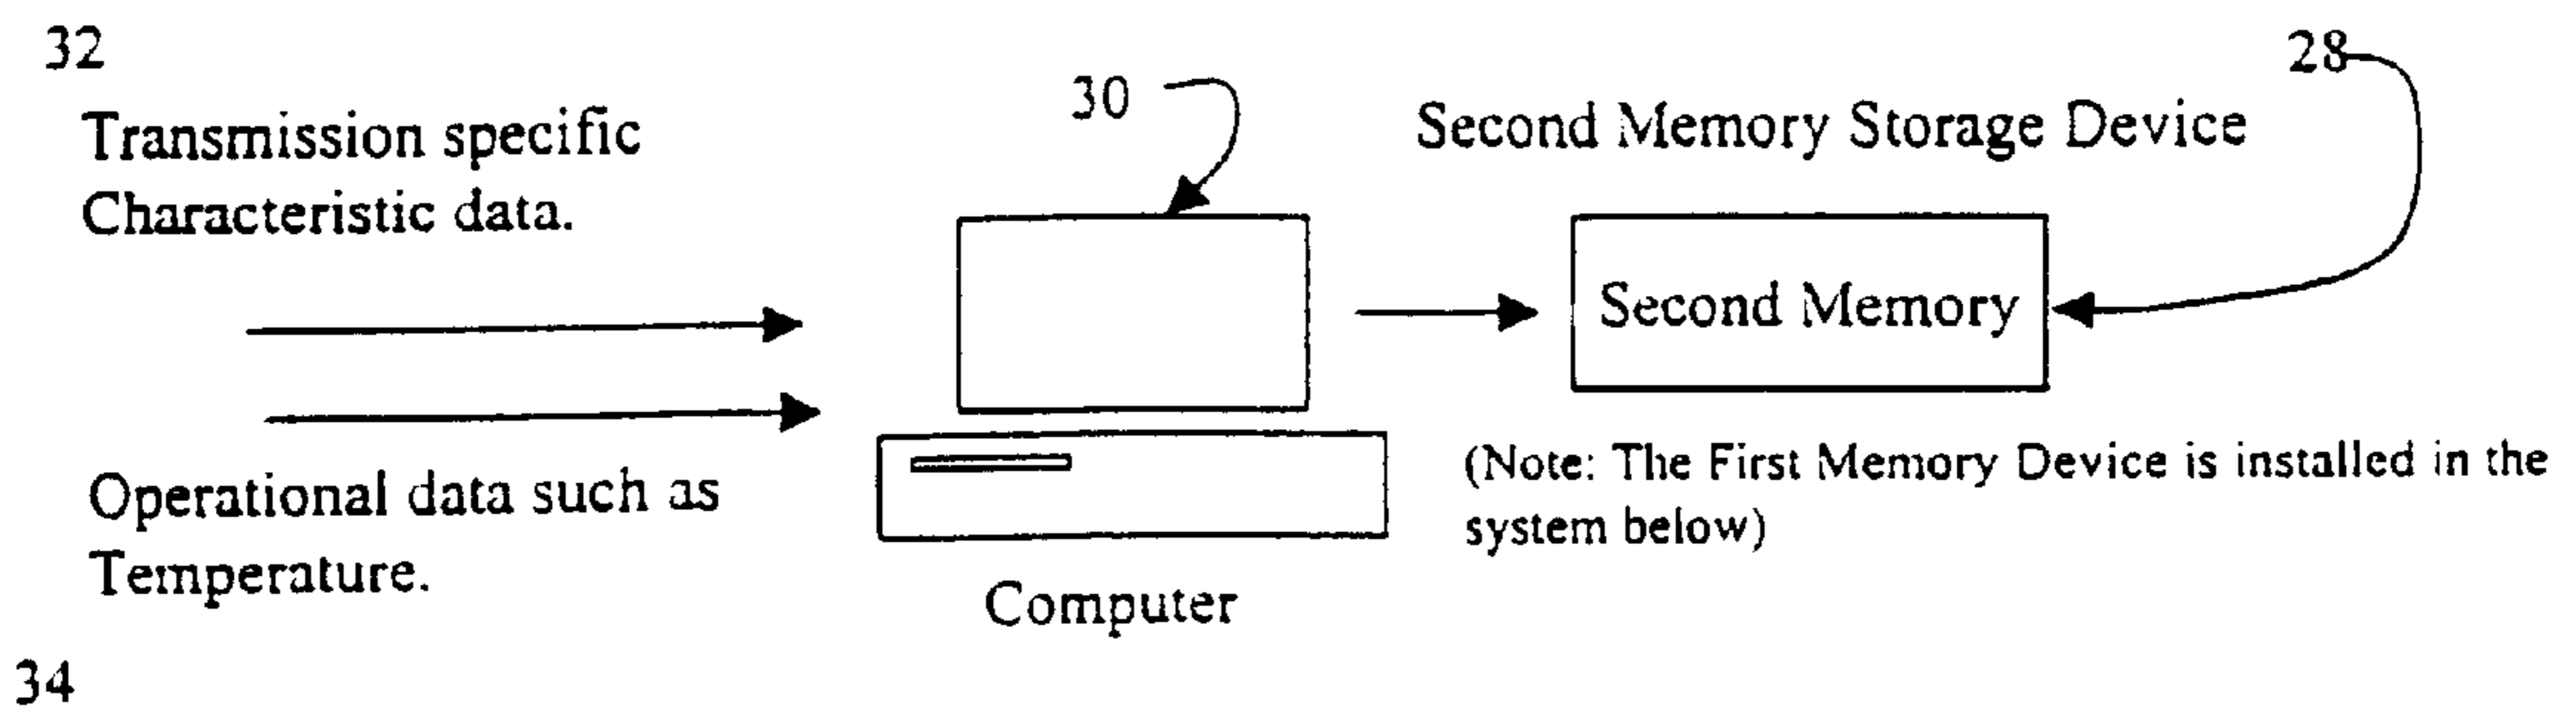 32
Transmission specific
Characteristic data.
30
28
Second Memory Storage Device
Second Memory
Operational data such as
Temperature.
(Note: The First Memory Device is installed in the
system below)
Computer
34